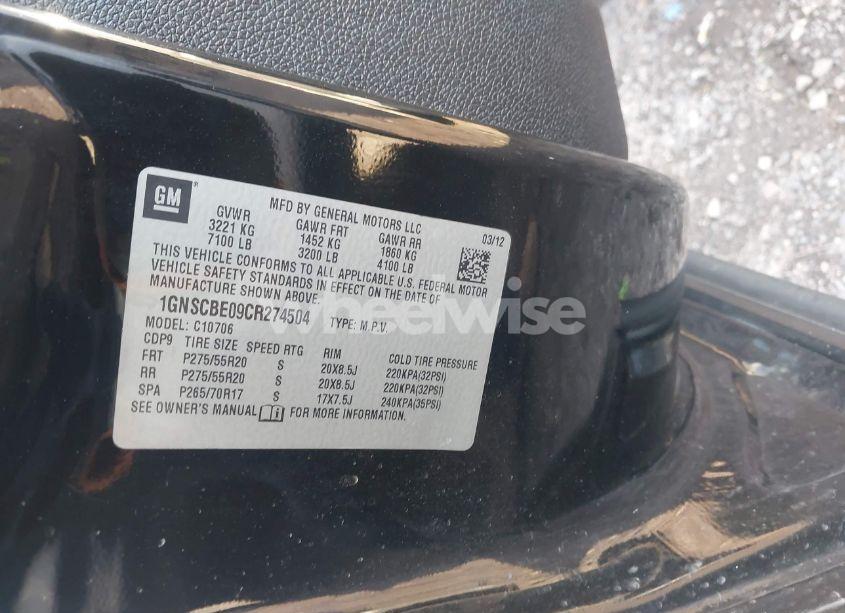 GM
MFD BY GENERAL MOTORS LLC
03/12
GVWR GAWR FRT GAWR RR
3221 KG 1452 KG 1860 KG
7100 LB 3200 LB 4100 LB
THIS VEHICLE CONFORMS TO ALL APPLICABLE U.S. FEDERAL MOTOR
VEHICLE SAFETY STANDARDS IN EFFECT ON THE DATE OF
MANUFACTURE SHOWN ABOVE.
1GNSCBE09CR274504 TYPE: M.P.V.
MODEL: C10706
CDP9 TIRE SIZE SPEED RTG RIM COLD TIRE PRESSURE
FRT P275/55R20 S 20X8.5J 220KPA(32PSI)
RR P275/55R20 S 20X8.5J 220KPA(32PSI)
SPA P265/70R17 S 17X7.5J 240KPA(35PSI)
SEE OWNER'S MANUAL FOR MORE INFORMATION.
wheelwise